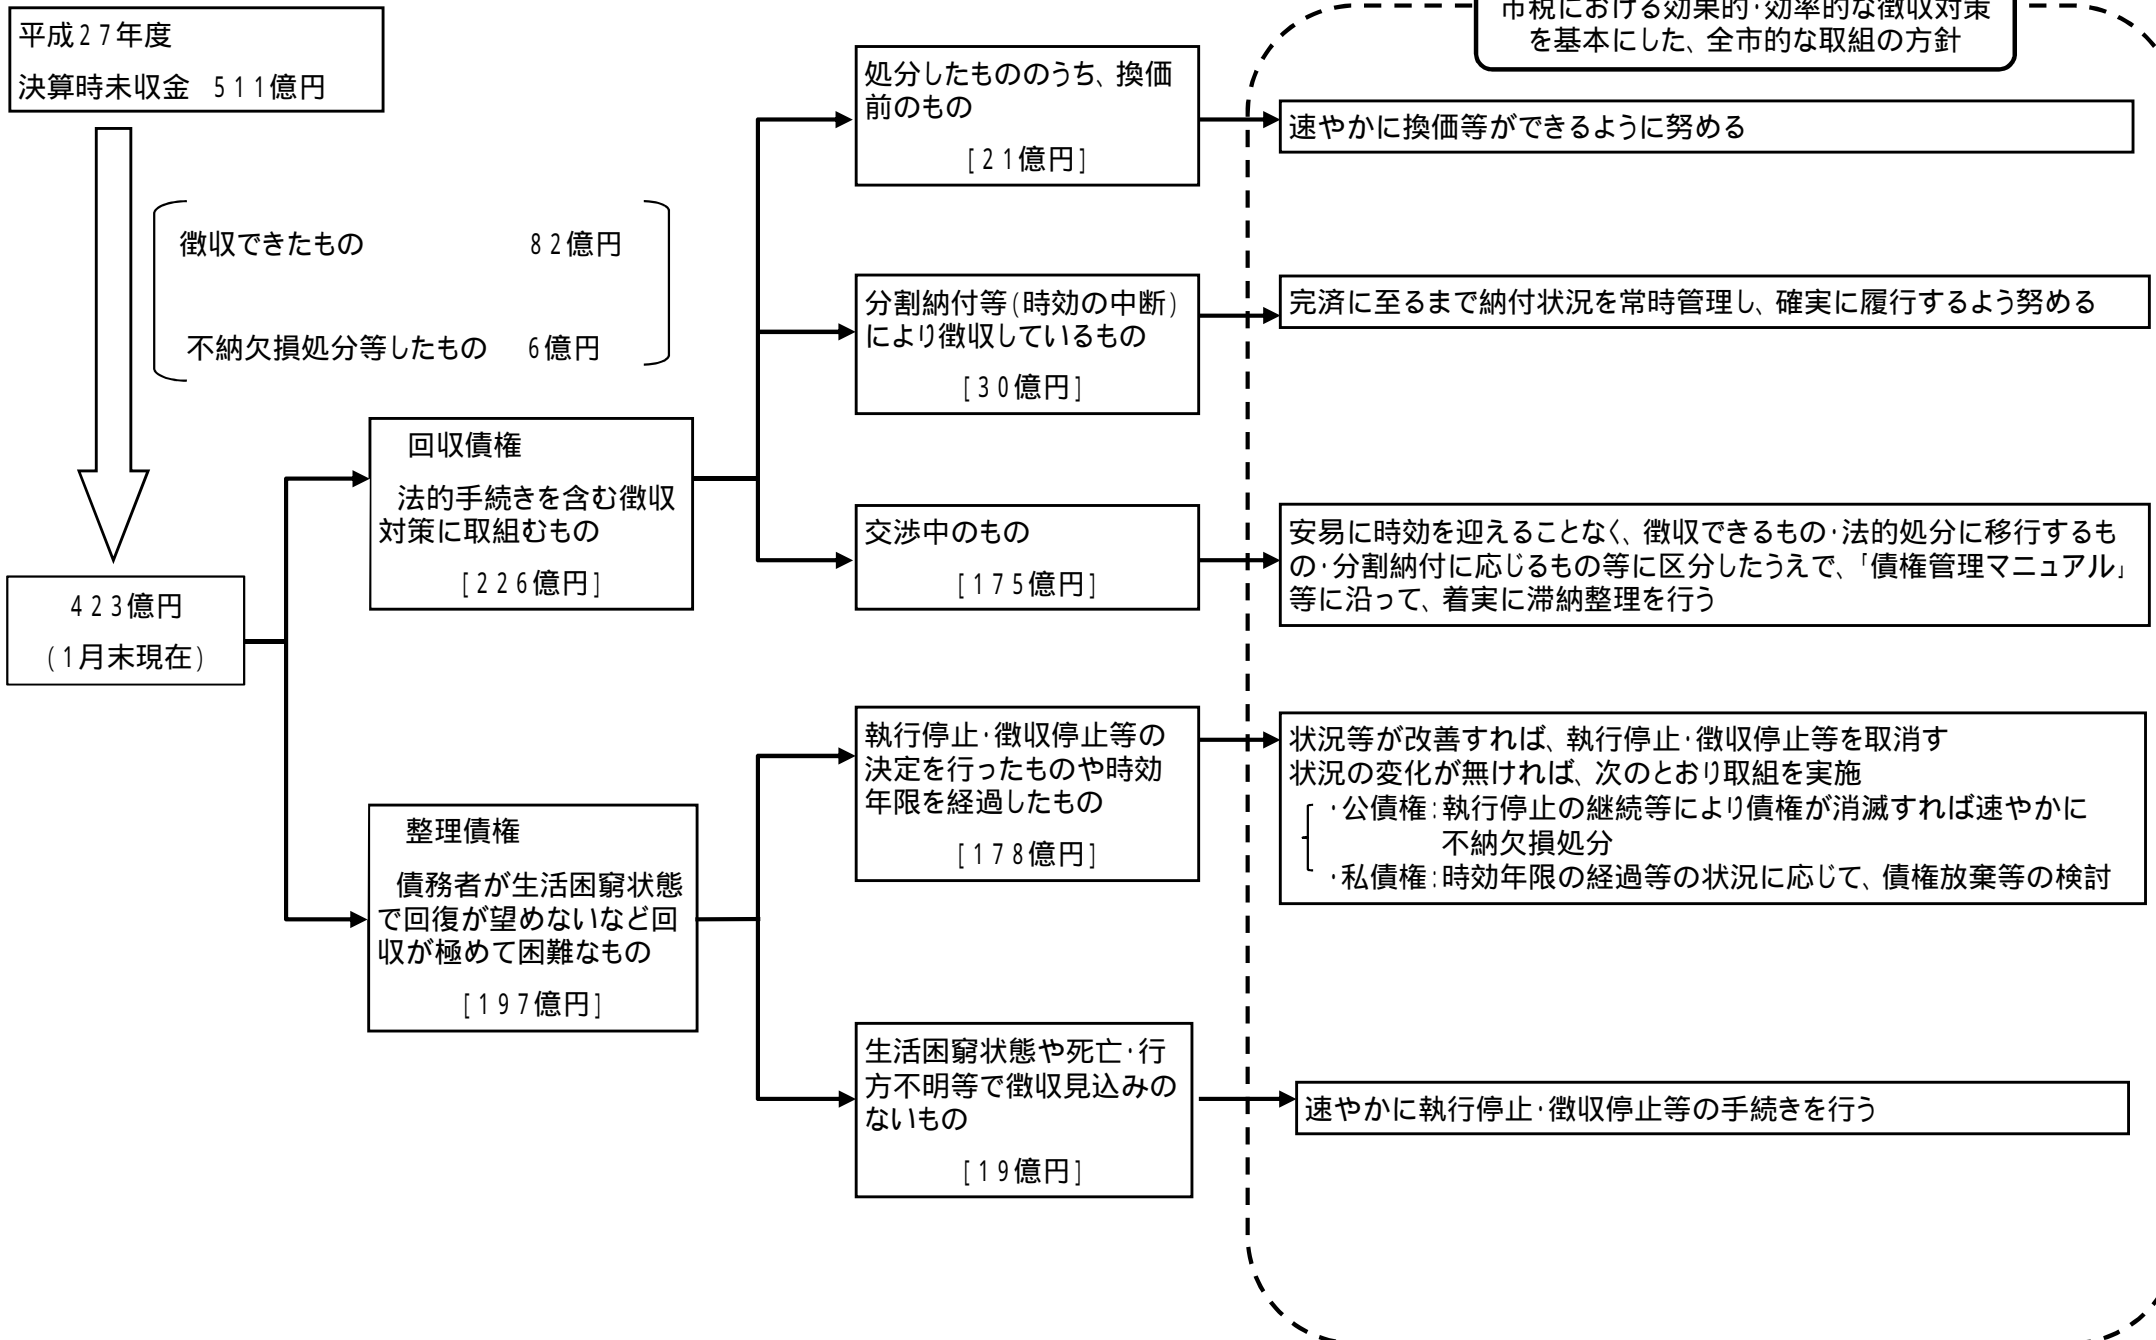 平成27年度
決算時未収金 511億円
徴収できたもの 82億円
不納欠損処分等したもの 6億円
423億円
(1月末現在)
回収債権
法的手続きを含む徴収
対策に取組むもの
[226億円]
整理債権
債務者が生活困窮状態
で回復が望めないなど回
収が極めて困難なもの
[197億円]
処分したもののうち、換価
前のもの
[21億円]
分割納付等(時効の中断)
により徴収しているもの
[30億円]
交渉中のもの
[175億円]
執行停止・徴収停止等の
決定を行ったものや時効
年限を経過したもの
[178億円]
生活困窮状態や死亡・行
方不明等で徴収見込みの
ないもの
[19億円]
市税における効果的・効率的な徴収対策
を基本にした、全市的な取組の方針
速やかに換価等ができるように努める
完済に至るまで納付状況を常時管理し、確実に履行するよう努める
安易に時効を迎えることなく、徴収できるもの・法的処分に移行するも
の・分割納付に応じるもの等に区分したうえで、「債権管理マニュアル」
等に沿って、着実に滞納整理を行う
状況等が改善すれば、執行停止・徴収停止等を取消す
状況の変化が無ければ、次のとおり取組を実施
・公債権:執行停止の継続等により債権が消滅すれば速やかに
不納欠損処分
・私債権:時効年限の経過等の状況に応じて、債権放棄等の検討
速やかに執行停止・徴収停止等の手続きを行う